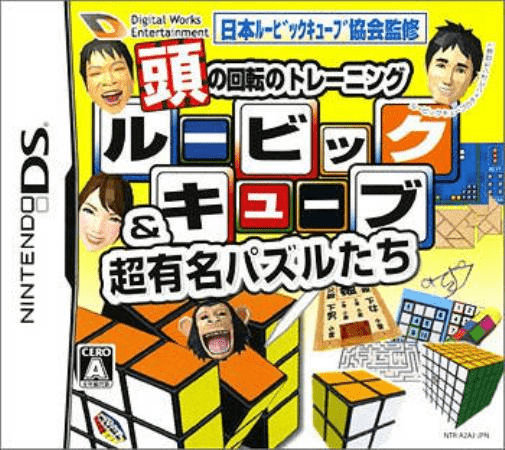 Digital Works
Entertainment
日本ルービックキューブ協会監修
頭の回転のトレーニング
ルービック
キューブ
&
超有名パズルたち
NINTENDO DS
CERO
A
NTR-A2AJ-JPN